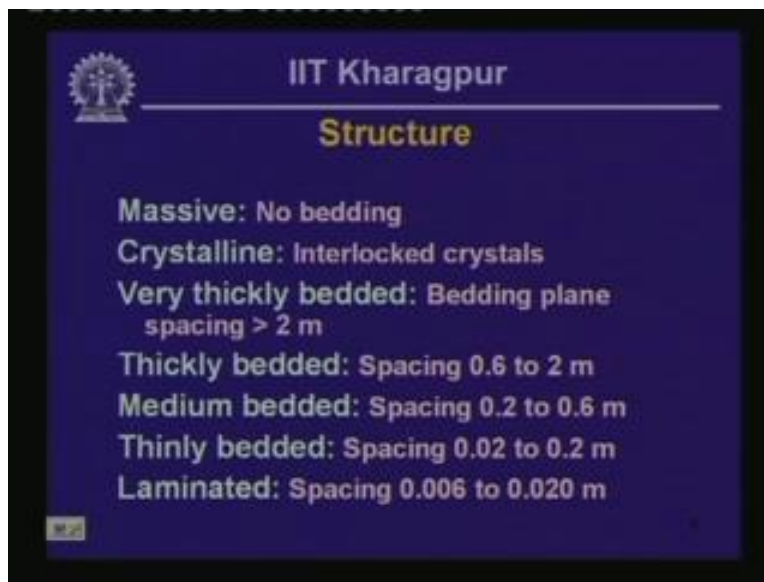 IIT Kharagpur
Structure
Massive: No bedding
Crystalline: Interlocked crystals
Very thickly bedded: Bedding plane
spacing > 2 m
Thickly bedded: Spacing 0.6 to 2 m
Medium bedded: Spacing 0.2 to 0.6 m
Thinly bedded: Spacing 0.02 to 0.2 m
Laminated: Spacing 0.006 to 0.020 m